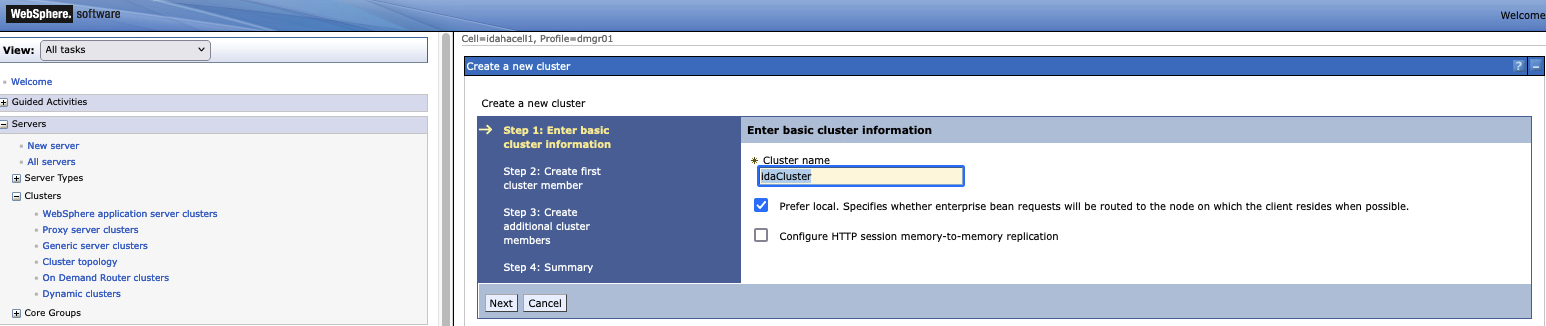 WebSphere. software
Welcome
View: All tasks
Cell=idahacell1, Profile=dmgr01
Welcome
Guided Activities
Servers
New server
All servers
Server Types
Clusters
WebSphere application server clusters
Proxy server clusters
Generic server clusters
Cluster topology
On Demand Router clusters
Dynamic clusters
Core Groups
Create a new cluster
?
Create a new cluster
Step 1: Enter basic
cluster information
Step 2: Create first
cluster member
Step 3: Create
additional cluster
members
Step 4: Summary
Enter basic cluster information
Cluster name
idaCluster
Prefer local. Specifies whether enterprise bean requests will be routed to the node on which the client resides when possible.
Configure HTTP session memory-to-memory replication
Next Cancel